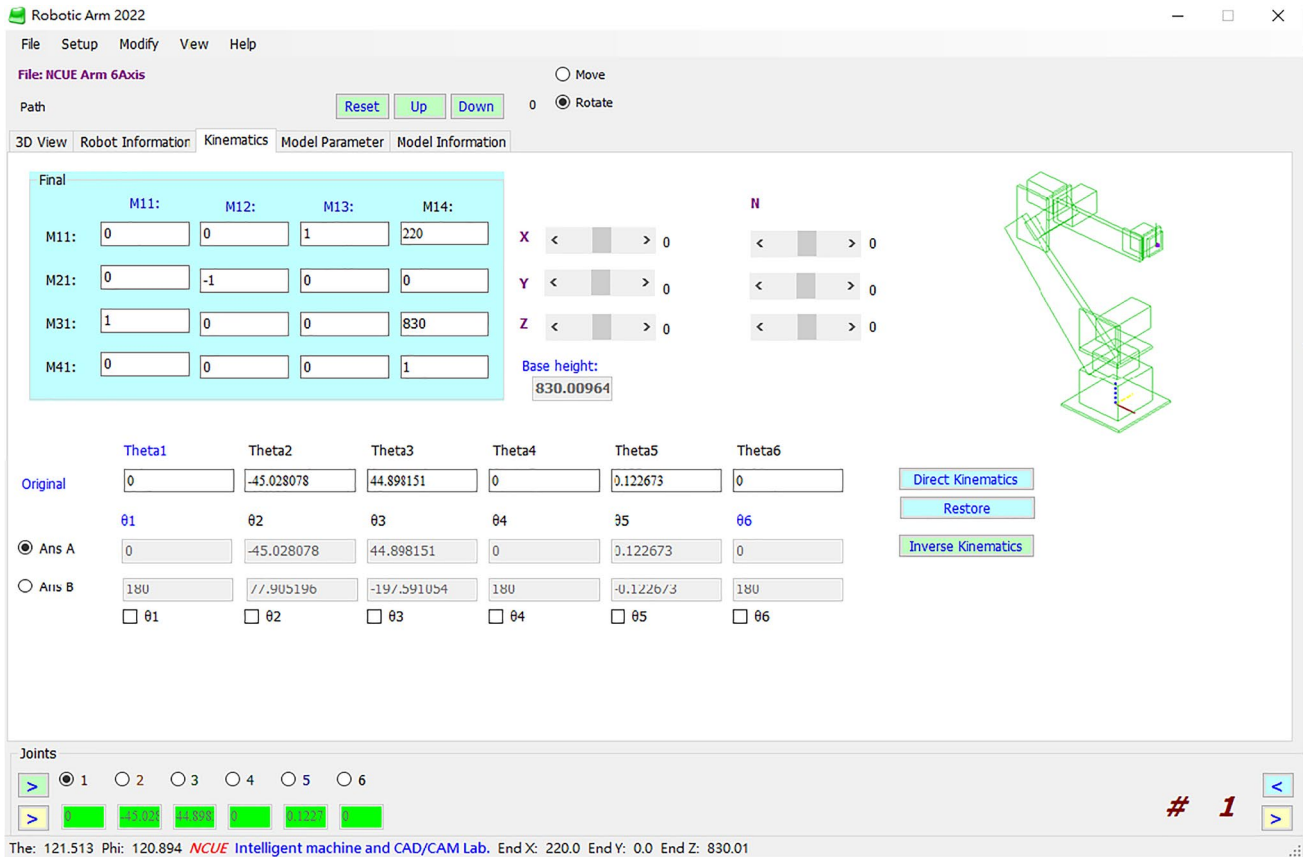 Robotic Arm 2022
File Setup Modify View Help
File: NCUE Arm 6Axis
Move
Path Reset Up Down 0 Rotate
3D View Robot Information Kinematics Model Parameter Model Information
Final
M11: M12: M13: M14: N
M11: 0 0 1 220 X < > 0 < > 0
M21: 0 -1 0 0 Y < > 0 < > 0
M31: 1 0 0 830 Z < > 0 < > 0
M41: 0 0 0 1 Base height:
830.00964
Theta1 Theta2 Theta3 Theta4 Theta5 Theta6
Original 0 -45.028078 44.898151 0 0.122673 0 Direct Kinematics
Restore
θ1 θ2 θ3 θ4 θ5 θ6
Ans A 0 -45.028078 44.898151 0 0.122673 0 Inverse Kinematics
Ans B 180 77.905196 -197.591054 180 -0.122673 180
θ1 θ2 θ3 θ4 θ5 θ6
Joints
> 1 2 3 4 5 6 <
> 0 -45.028 44.898 0 0.1227 0 # 1 >
The: 121.513 Phi: 120.894 NCUE Intelligent machine and CAD/CAM Lab. End X: 220.0 End Y: 0.0 End Z: 830.01